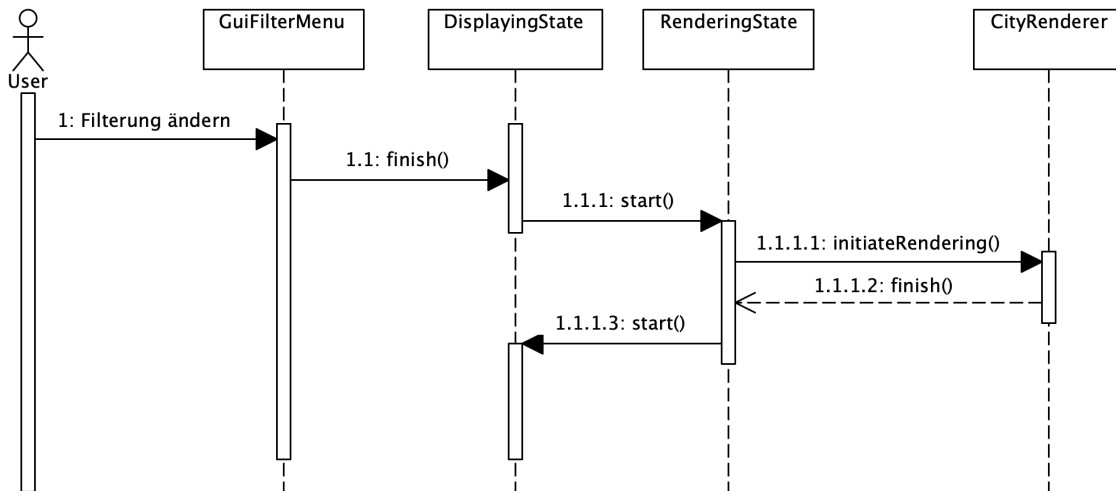 GuiFilterMenu
DisplayingState
RenderingState
CityRenderer
User
1: Filterung ändern
1.1: finish()
1.1.1: start()
1.1.1.1: initiateRendering()
1.1.1.2: finish()
1.1.1.3: start()